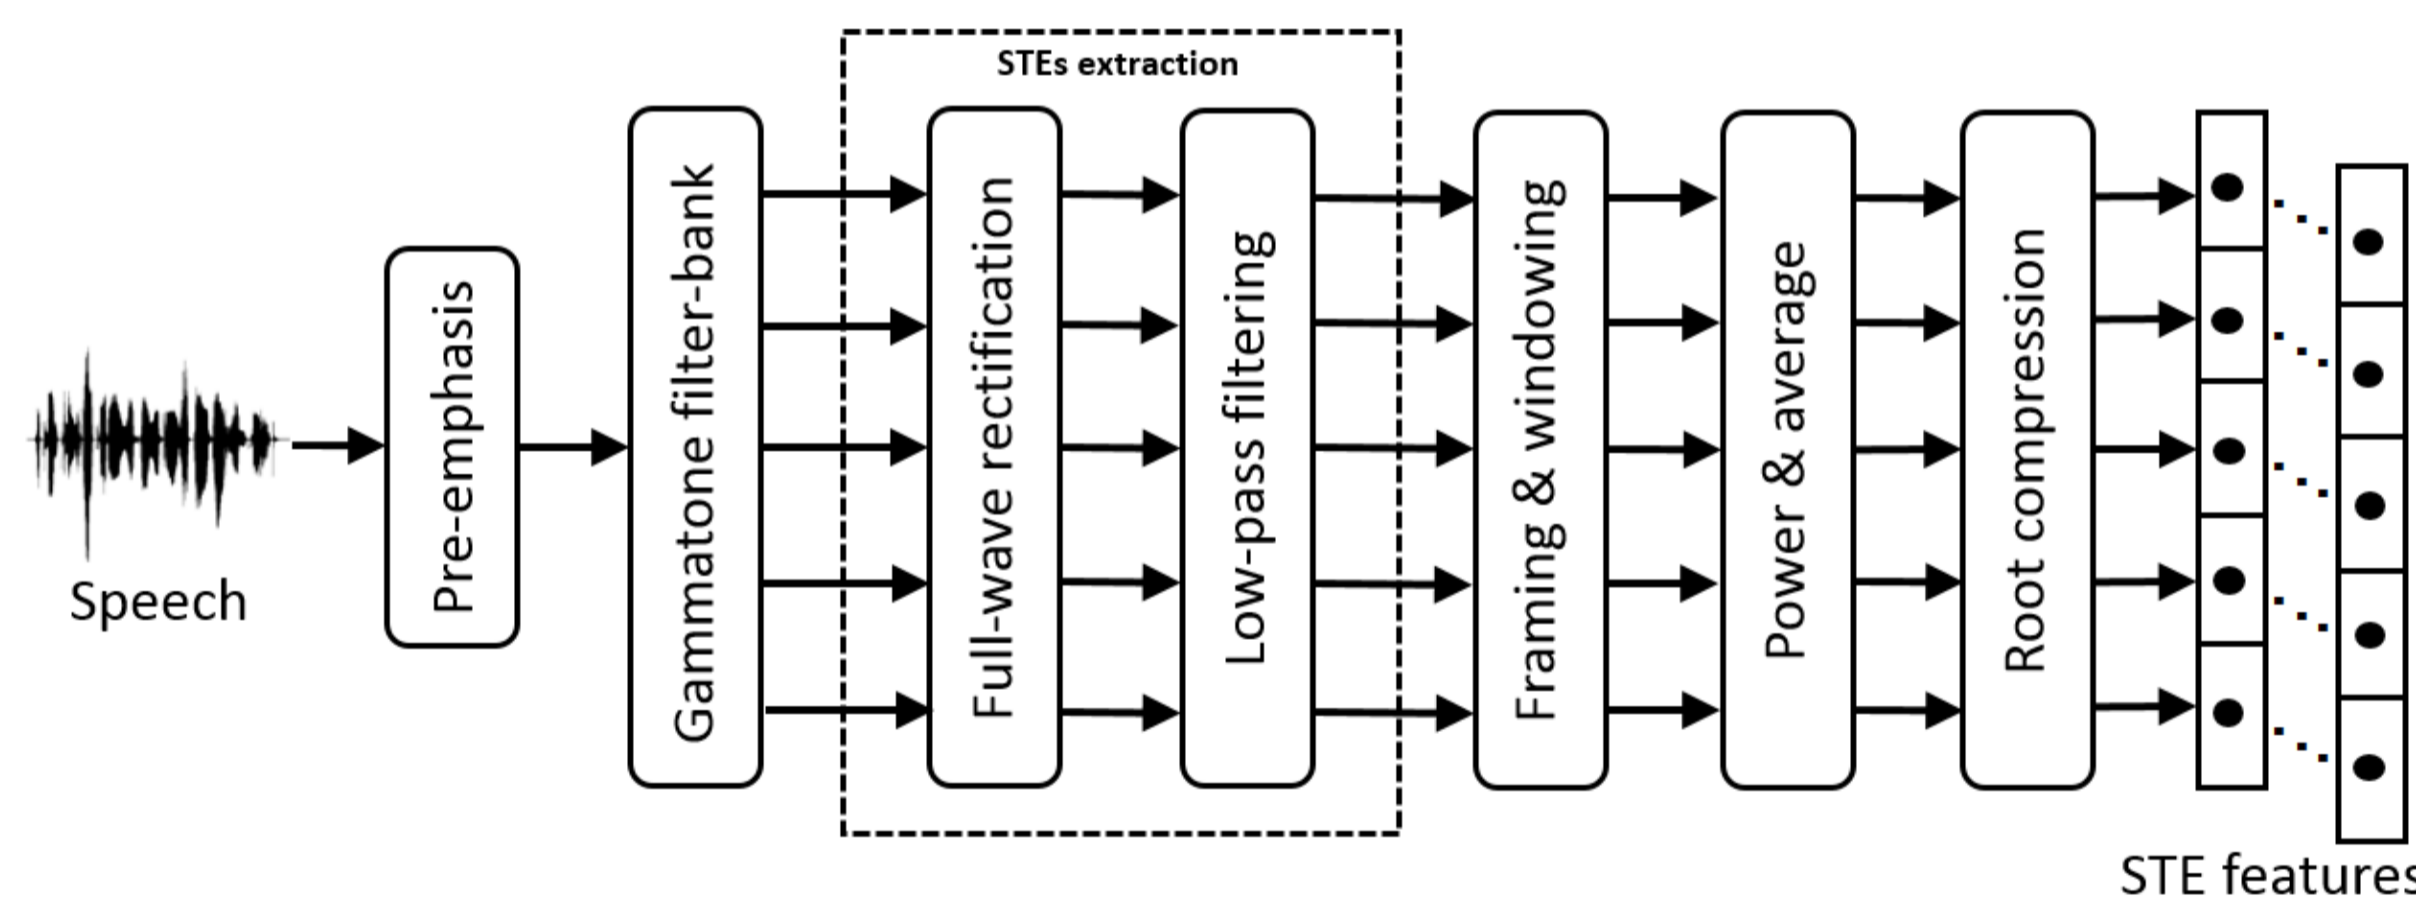 STEs extraction
Speech
Pre-emphasis
Gammatone filter-bank
Full-wave rectification
Low-pass filtering
Framing & windowing
Power & average
Root compression
STE features